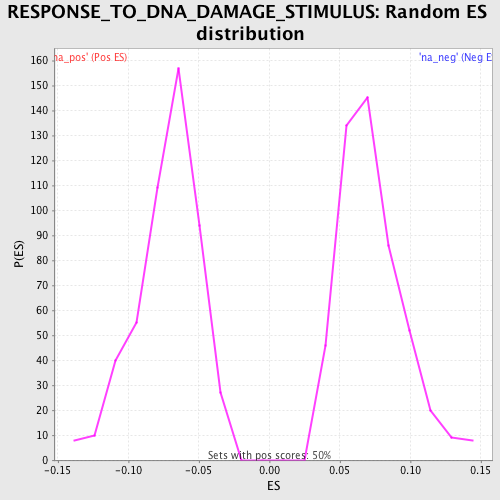 RESPONSE_TO_DNA_DAMAGE_STIMULUS: Random ES
distribution
na_pos' (Pos ES)
'na_neg' (Neg E
160
150
140
130
120
110
100
90
80
70
60
50
40
30
20
10
0
P(ES)
Sets with pos scores: 50%
-0.15 -0.10 -0.05 0.00 0.05 0.10 0.15
ES